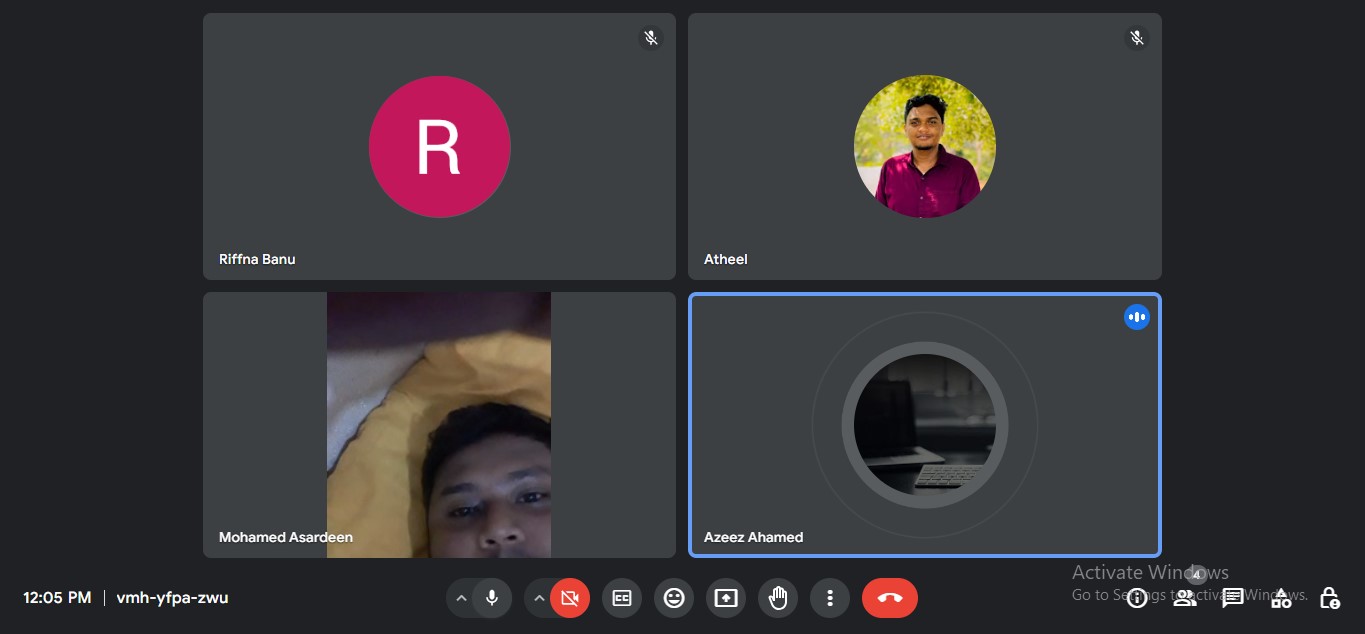 R
Riffna Banu
Atheel
Mohamed Asardeen
Azeez Ahamed
12:05 PM | vmh-yfpa-zwu
CC
4
Activate Windows
Go to Settings to activate Windows.